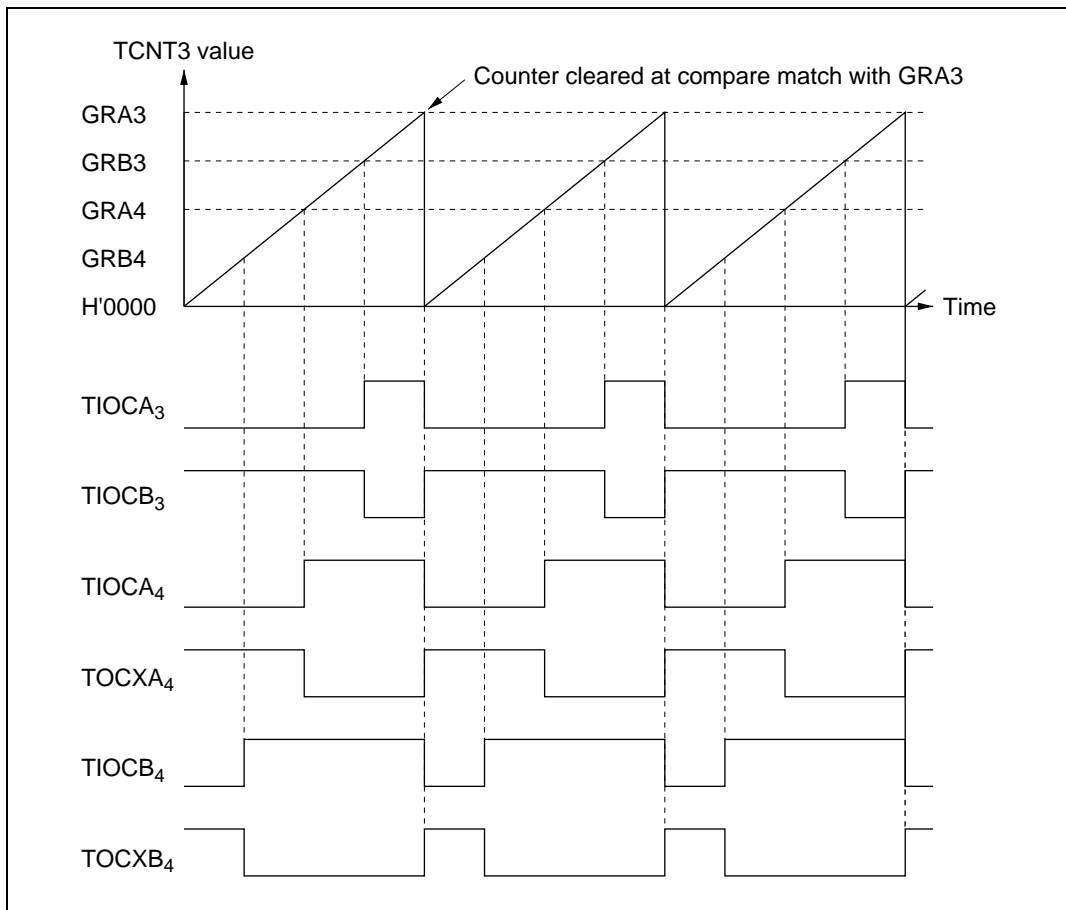 TCNT3 value
Counter cleared at compare match with GRA3
GRA3
GRB3
GRA4
GRB4
H'0000
Time
TIOCA3
TIOCB3
TIOCA4
TOCXA4
TIOCB4
TOCXB4